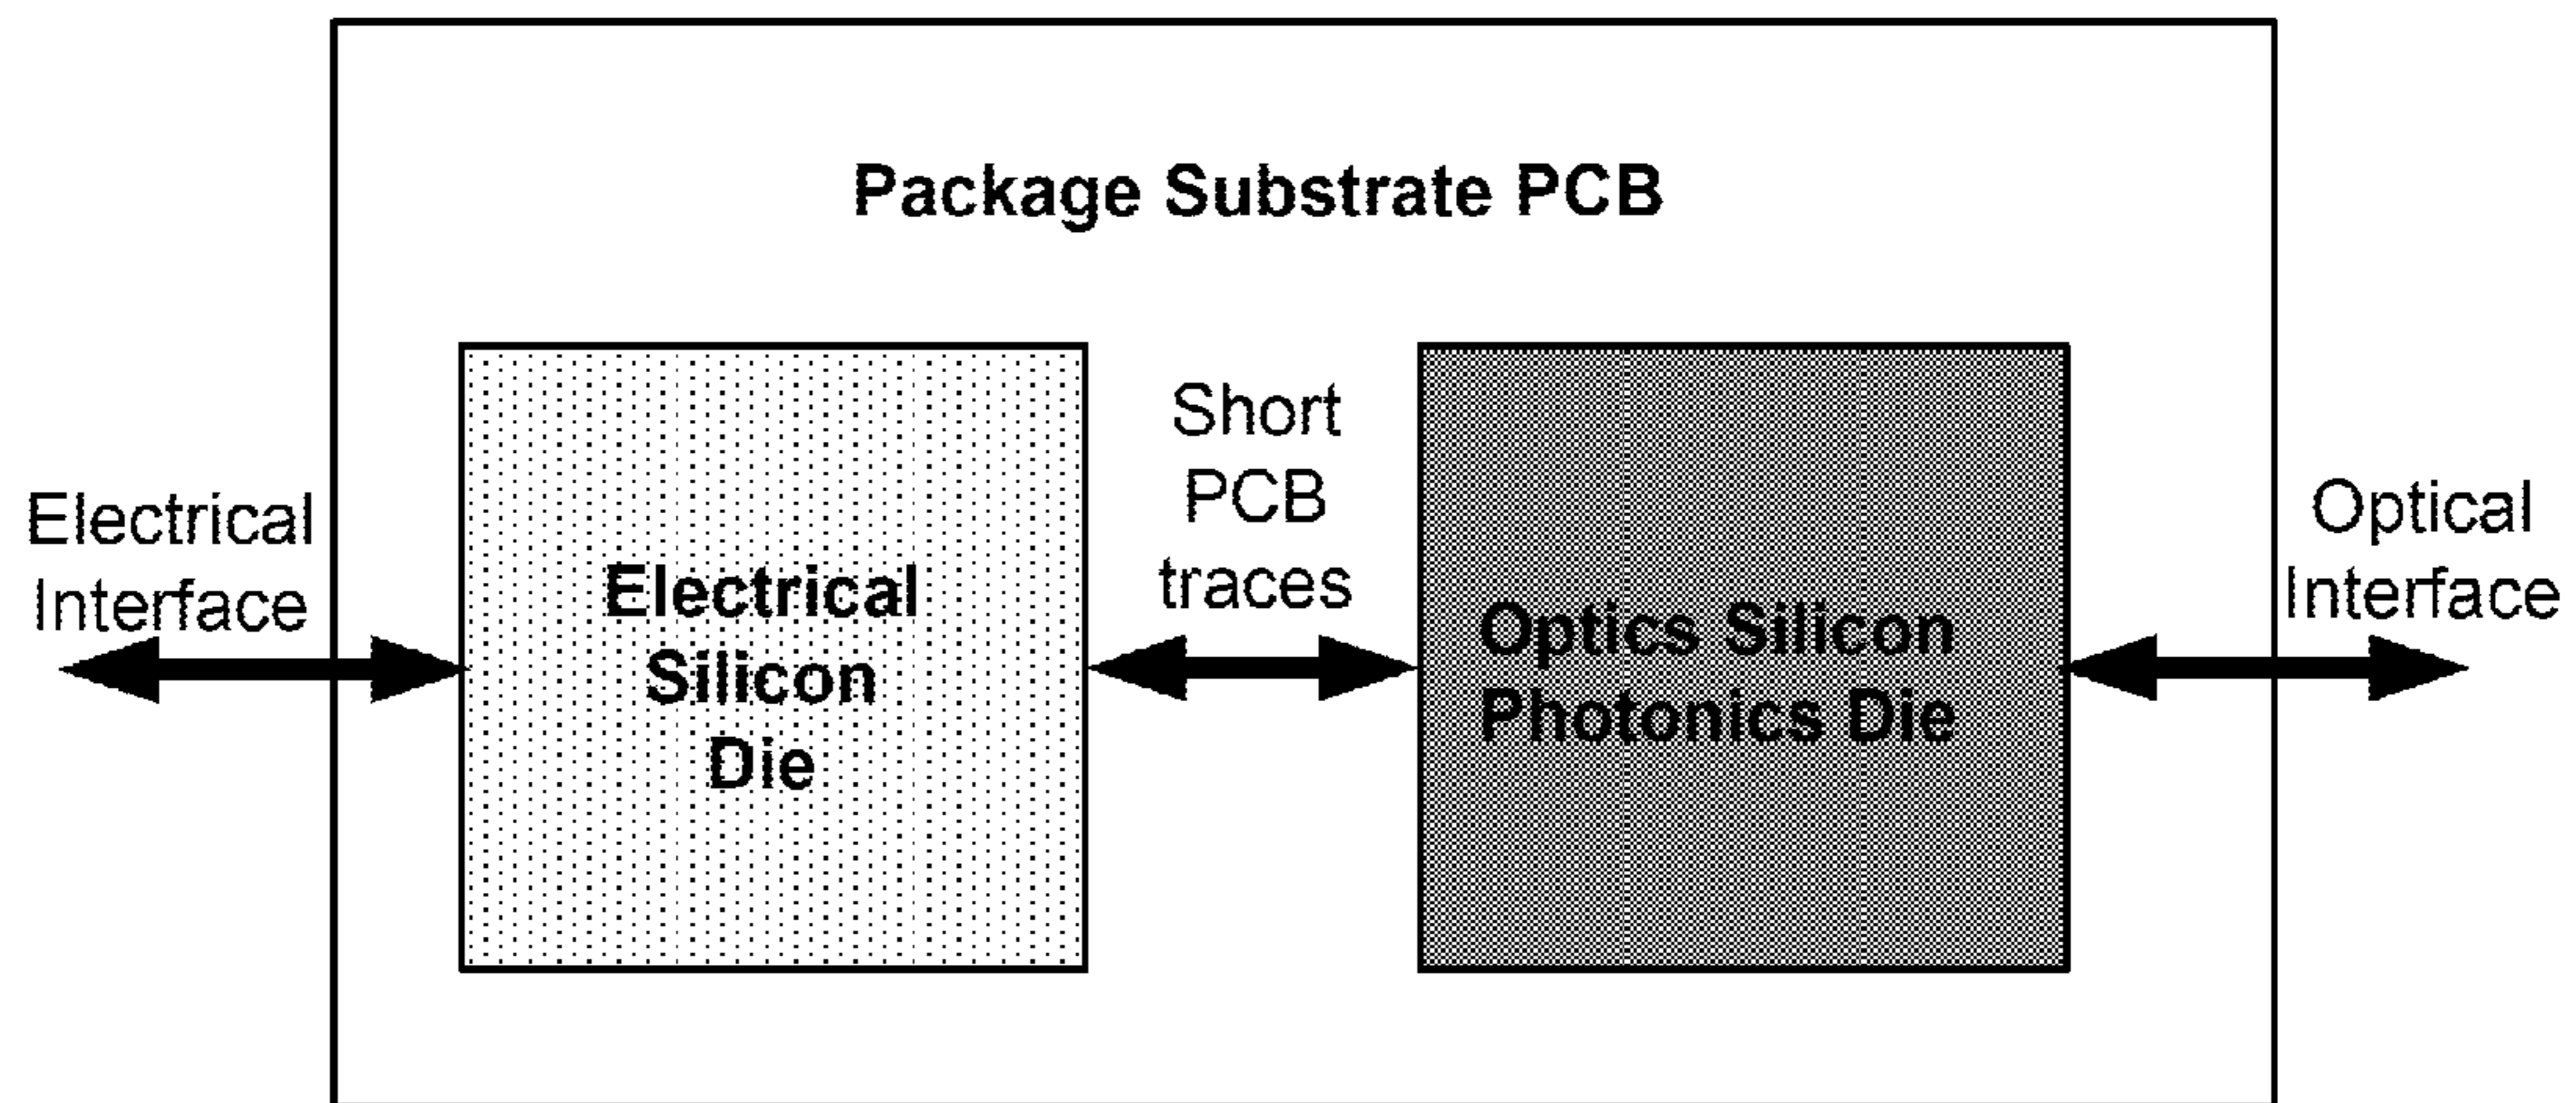 Package Substrate PCB
Electrical
Interface
Electrical
Silicon
Die
Short
PCB
traces
Optics Silicon
Photonics Die
Optical
Interface